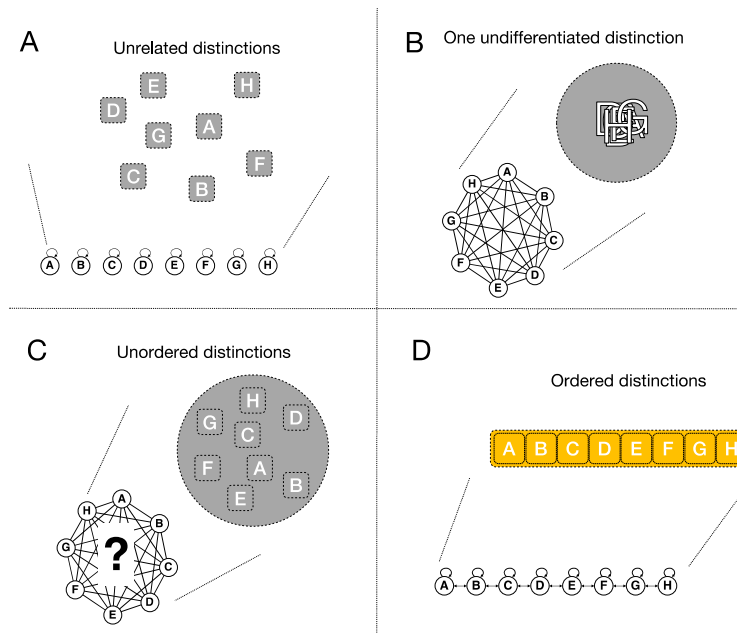 A
Unrelated distinctions
E
H
D
A
G
F
C
B
A B C D E F G H
B
One undifferentiated distinction
H
A
B
G
C
F
D
E
C
Unordered distinctions
H
D
G
C
F
A
B
E
A
H
B
G
?
C
F
D
E
D
Ordered distinctions
A B C D E F G H
A B C D E F G H